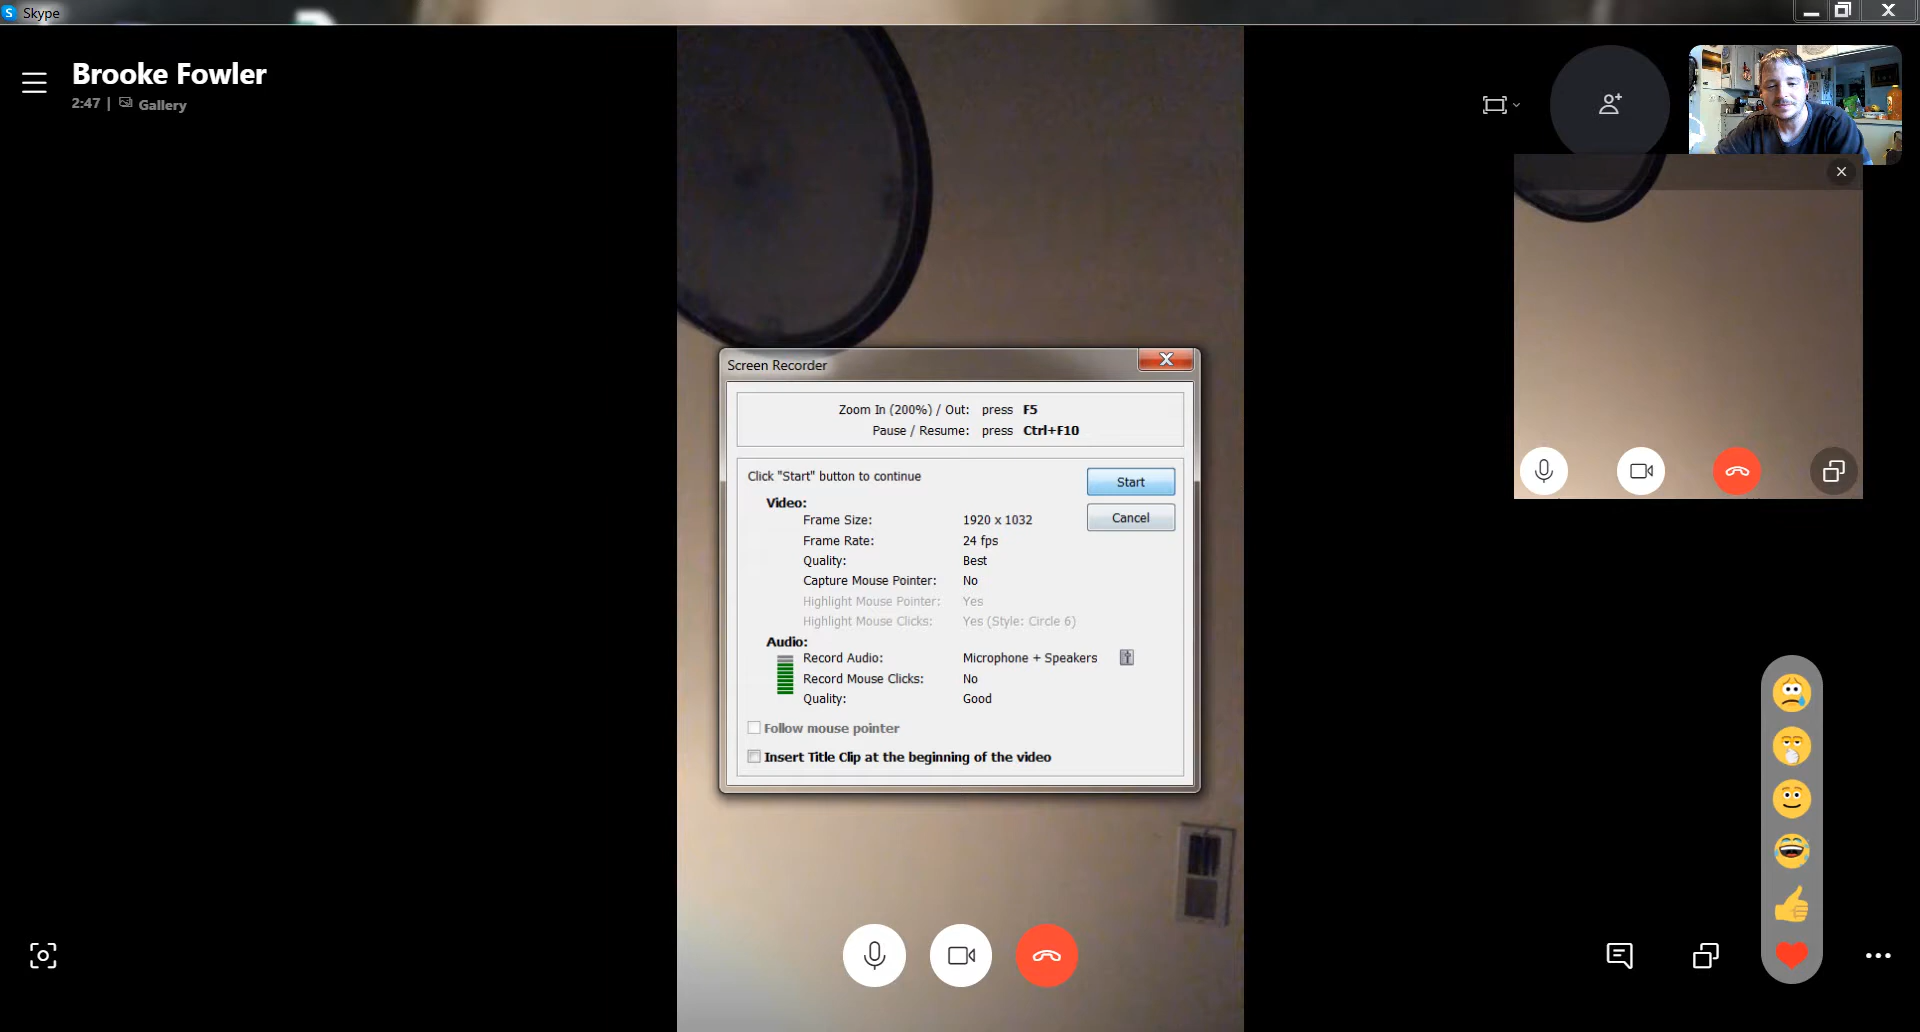 Skype
Brooke Fowler
2:47 | Gallery
Screen Recorder
Zoom In (200%) / Out: press F5
Pause / Resume: press Ctrl+F10
Click "Start" button to continue
Start
Video:
Frame Size: 1920 x 1032
Cancel
Frame Rate: 24 fps
Quality: Best
Capture Mouse Pointer: No
Highlight Mouse Pointer: Yes
Highlight Mouse Clicks: Yes (Style: Circle 6)
Audio:
Record Audio: Microphone + Speakers
Record Mouse Clicks: No
Quality: Good
Follow mouse pointer
Insert Title Clip at the beginning of the video